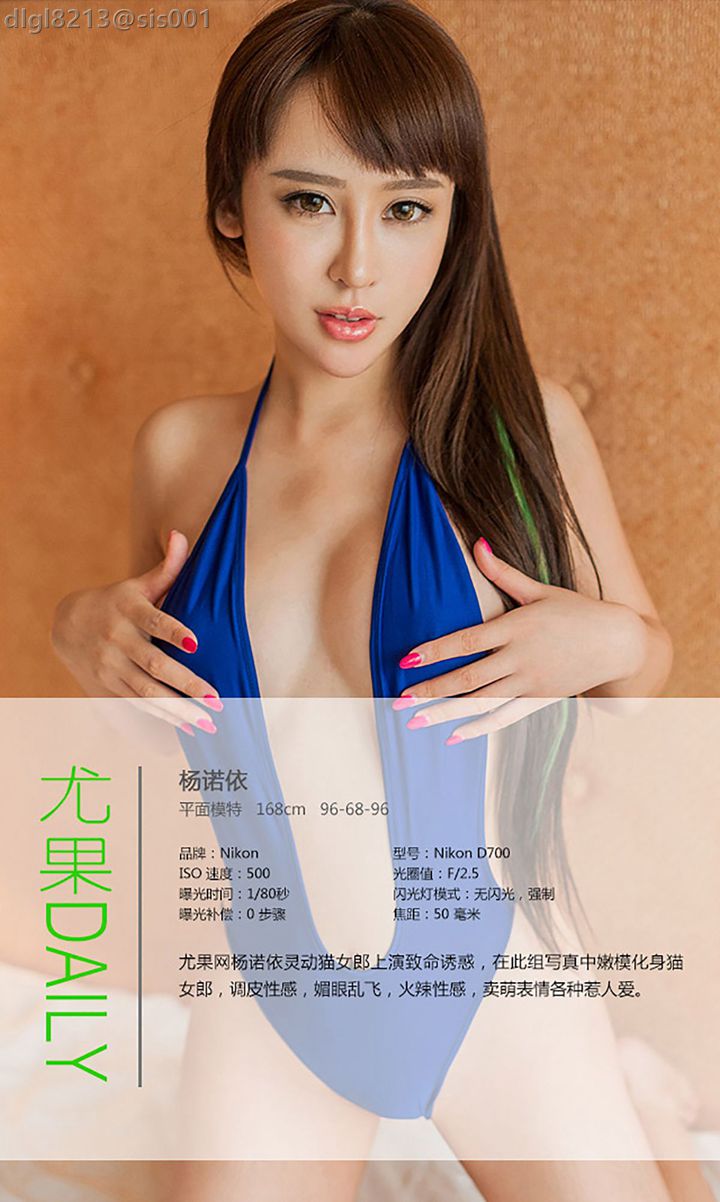 dlgl8213@sis001
尤果DAILY
杨诺依
平面模特 168cm 96-68-96
品牌：Nikon 型号：Nikon D700
ISO 速度：500 光圈值：F/2.5
曝光时间：1/80秒 闪光灯模式：无闪光，强制
曝光补偿：0 步骤 焦距：50 毫米
尤果网杨诺依灵动猫女郎上演致命诱惑，在此组写真中嫩模化身猫
女郎，调皮性感，媚眼乱飞，火辣性感，卖萌表情各种惹人爱。